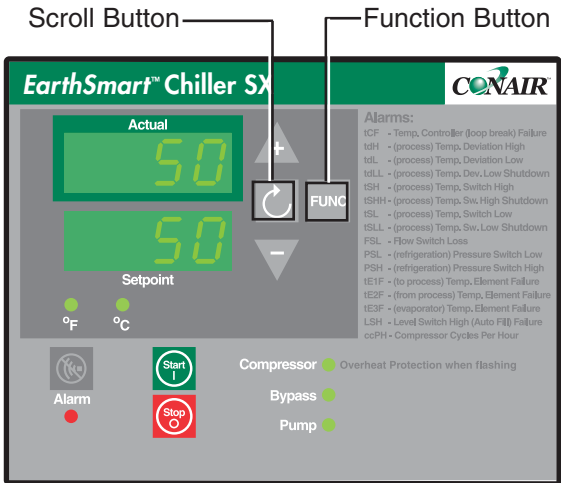 Scroll Button
Function Button
EarthSmart™ Chiller SX
CONAIR
Actual
50
+
FUNC
50
−
Setpoint
°F
°C
Alarms:
tCF - Temp. Controller (loop break) Failure
tdH - (process) Temp. Deviation High
tdL - (process) Temp. Deviation Low
tdLL - (process) Temp. Dev. Low Shutdown
tSH - (process) Temp. Switch High
tSHH - (process) Temp. Sw. High Shutdown
tSL - (process) Temp. Switch Low
tSLL - (process) Temp. Sw. Low Shutdown
FSL - Flow Switch Loss
PSL - (refrigeration) Pressure Switch Low
PSH - (refrigeration) Pressure Switch High
tE1F - (to process) Temp. Element Failure
tE2F - (from process) Temp. Element Failure
tE3F - (evaporator) Temp. Element Failure
LSH - Level Switch High (Auto Fill) Failure
ccPH - Compressor Cycles Per Hour
Alarm
Start
I
Stop
O
Compressor
Overheat Protection when flashing
Bypass
Pump